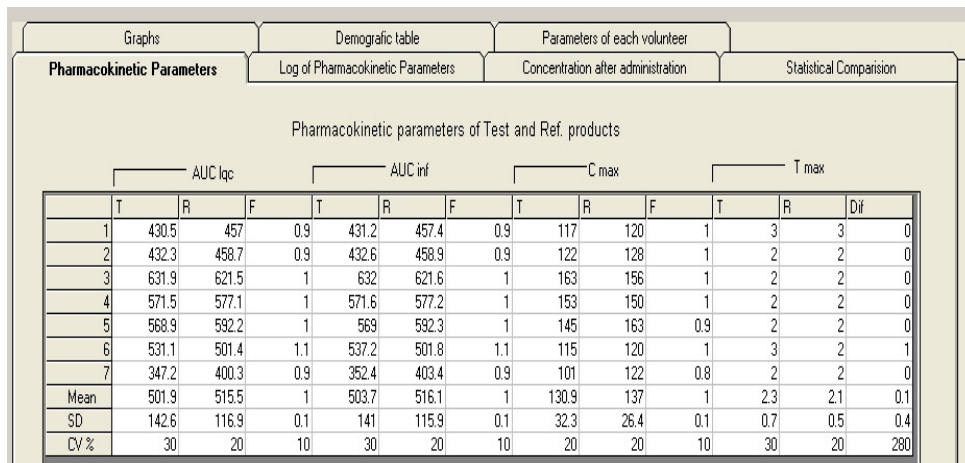 Graphs Demografic table Parameters of each volunteer
Pharmacokinetic Parameters Log of Pharmacokinetic Parameters Concentration after administration Statistical Comparision
Pharmacokinetic parameters of Test and Ref. products
AUC lqc AUC inf C max T max
T R F T R F T R F T R Dif
1 430.5 457 0.9 431.2 457.4 0.9 117 120 1 3 3 0
2 432.3 458.7 0.9 432.6 458.9 0.9 122 128 1 2 2 0
3 631.9 621.5 1 632 621.6 1 163 156 1 2 2 0
4 571.5 577.1 1 571.6 577.2 1 153 150 1 2 2 0
5 568.9 592.2 1 569 592.3 1 145 163 0.9 2 2 0
6 531.1 501.4 1.1 537.2 501.8 1.1 115 120 1 3 2 1
7 347.2 400.3 0.9 352.4 403.4 0.9 101 122 0.8 2 2 0
Mean 501.9 515.5 1 503.7 516.1 1 130.9 137 1 2.3 2.1 0.1
SD 142.6 116.9 0.1 141 115.9 0.1 32.3 26.4 0.1 0.7 0.5 0.4
CV % 30 20 10 30 20 10 20 20 10 30 20 280